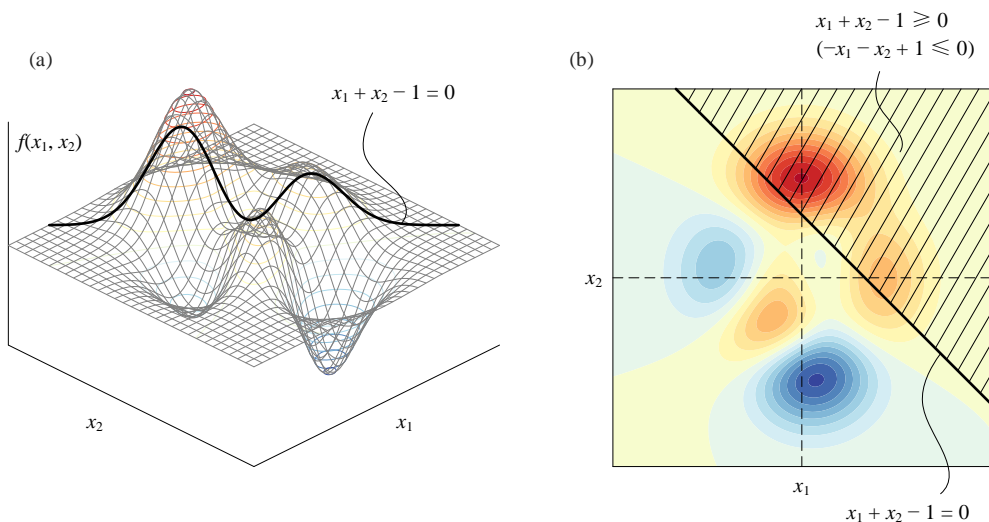 (a)
x₁ + x₂ − 1 = 0
f(x₁, x₂)
x₂
x₁
x₁ + x₂ − 1 ⩾ 0
(−x₁ − x₂ + 1 ⩽ 0)
(b)
x₂
x₁
x₁ + x₂ − 1 = 0